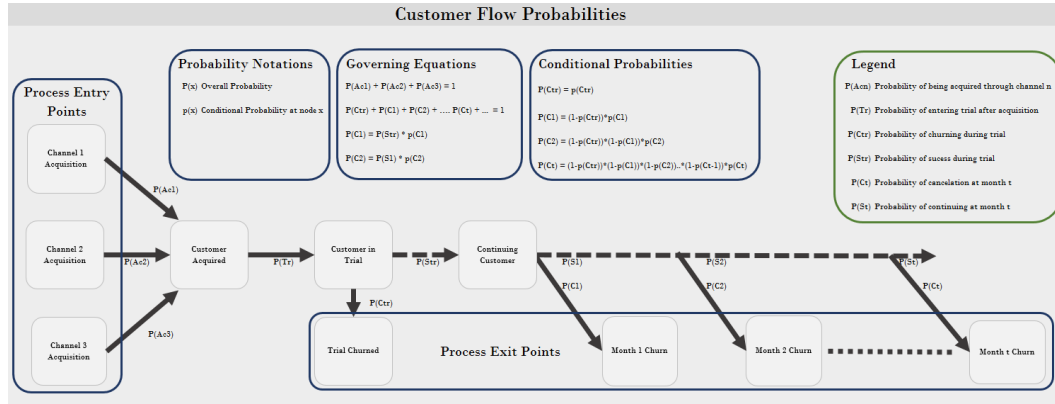 Customer Flow Probabilities
Probability Notations
P(x) Overall Probability
p(x) Conditional Probability at node x
Governing Equations
P(Ac1) + P(Ac2) + P(Ac3) = 1
P(Ctr) + P(C1) + P(C2) + .... P(Ct) + ... = 1
P(C1) = P(Str) * p(C1)
P(C2) = P(S1) * p(C2)
Conditional Probabilities
P(Ctr) = p(Ctr)
P(C1) = (1-p(Ctr))*p(C1)
P(C2) = (1-p(Ctr))*(1-p(C1))*p(C2)
P(Ct) = (1-p(Ctr))*(1-p(C1))*(1-p(C2))..*(1-p(Ct-1))*p(Ct)
Legend
P(Acn) Probability of being acquired through channel n
P(Tr) Probability of entering trial after acquisition
P(Ctr) Probability of churning during trial
P(Str) Probability of sucess during trial
P(Ct) Probability of cancelation at month t
P(St) Probability of continuing at month t
Process Entry
Points
Channel 1
Acquisition
Channel 2
Acquisition
Channel 3
Acquisition
P(Ac1)
P(Ac2)
P(Ac3)
Customer
Acquired
P(Tr)
Customer in
Trial
P(Str)
Continuing
Customer
P(S1)
P(S2)
P(St)
P(Ctr)
P(C1)
P(C2)
P(Ct)
Trial Churned
Process Exit Points
Month 1 Churn
Month 2 Churn
Month t Churn